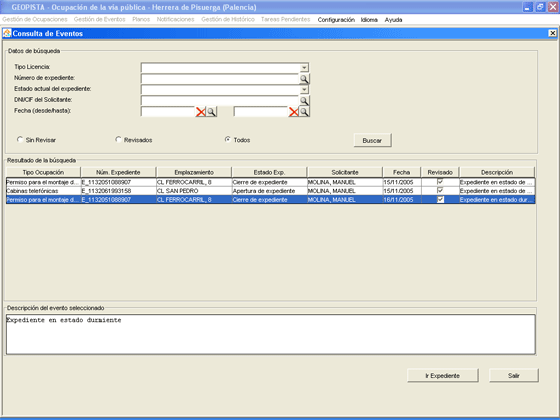 GEOPISTA - Ocupación de la vía pública - Herrera de Pisuerga (Palencia)
Gestión de Ocupaciones Gestión de Eventos Planos Notificaciones Gestión de Histórico Tareas Pendientes Configuración Idioma Ayuda
Consulta de Eventos
Datos de búsqueda
Tipo Licencia:
Número de expediente:
Estado actual del expediente:
DNI/CIF del Solicitante:
Fecha (desde/hasta):
Sin Revisar Revisados Todos Buscar
Resultado de la búsqueda
Tipo Ocupación Núm. Expediente Emplazamiento Estado Exp. Solicitante Fecha Revisado Descripción
Permiso para el montaje d... E_1132051088907 CL FERROCARRIL, 8 Cierre de expediente MOLINA, MANUEL 15/11/2005 Expediente en estado de ...
Cabinas telefónicas E_1132061993158 CL SAN PEDRO Apertura de expediente MOLINA, MANUEL 15/11/2005 Expediente en estado de ...
Permiso para el montaje d... E_1132051088907 CL FERROCARRIL, 8 Cierre de expediente MOLINA, MANUEL 16/11/2005 Expediente en estado dur...
Descripción del evento seleccionado
Expediente en estado durmiente
Ir Expediente Salir